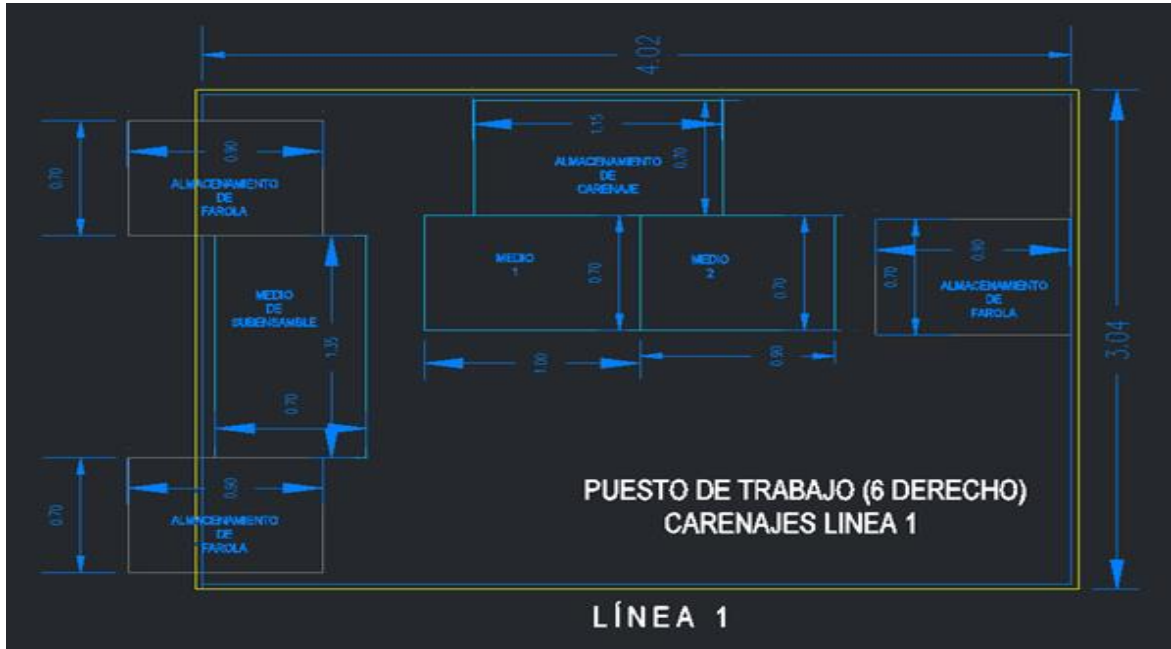 4.02
1.15
0.70
0.70
0.90
ALMACENAMIENTO
DE
FAROLA
ALMACENAMIENTO
DE
CARENAJE
MEDIO
1
0.70
MEDIO
2
0.70
0.90
0.70
ALMACENAMIENTO
DE
FAROLA
3.04
MEDIO
DE
SUBENSAMBLE
1.35
0.70
1.00
0.90
0.70
0.90
ALMACENAMIENTO
DE
FAROLA
PUESTO DE TRABAJO (6 DERECHO)
CARENAJES LINEA 1
LÍNEA 1